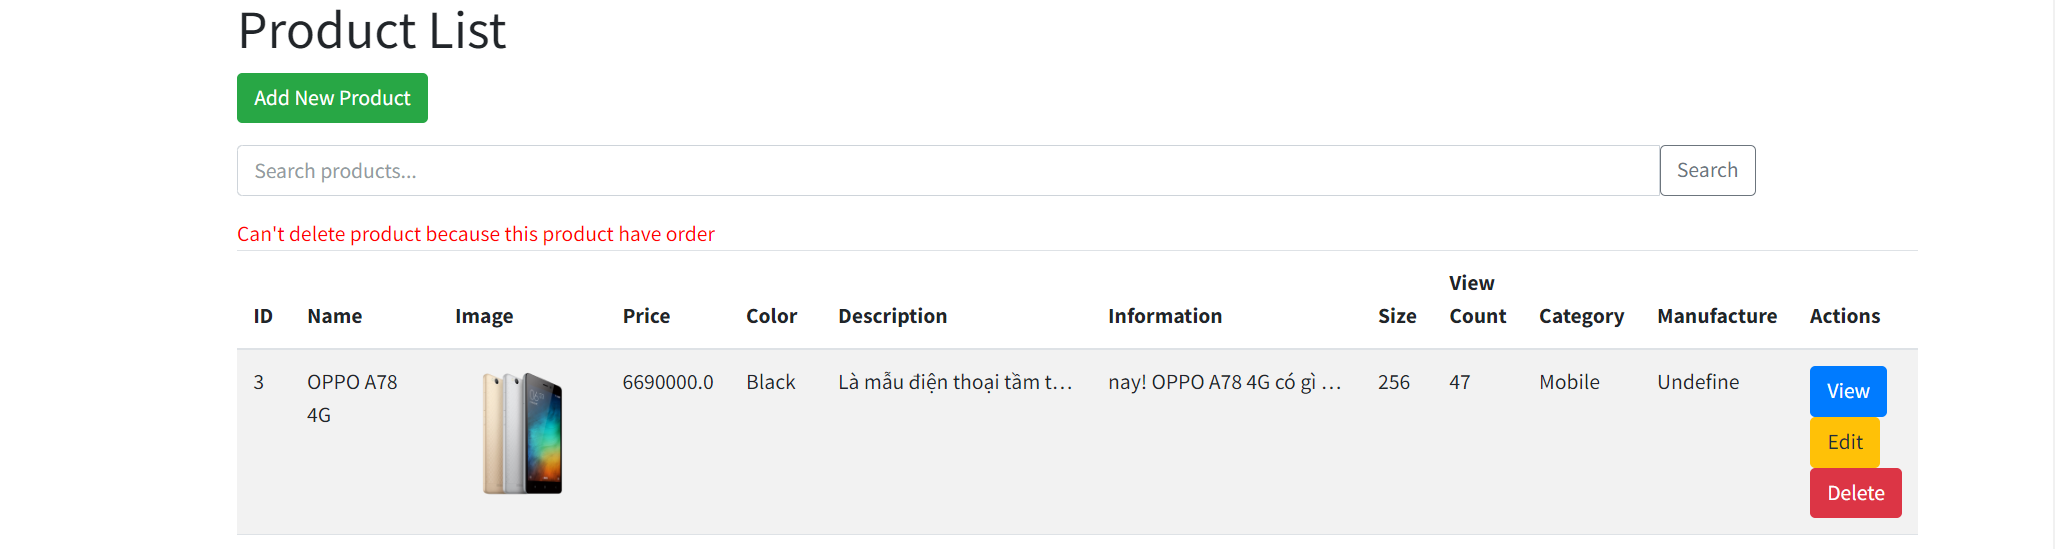 Product List
Add New Product
Search products...
Search
Can't delete product because this product have order
ID Name Image Price Color Description Information Size View Count Category Manufacture Actions
3 OPPO A78 4G 6690000.0 Black Là mẫu điện thoại tầm t... nay! OPPO A78 4G có gì ... 256 47 Mobile Undefine View
Edit
Delete